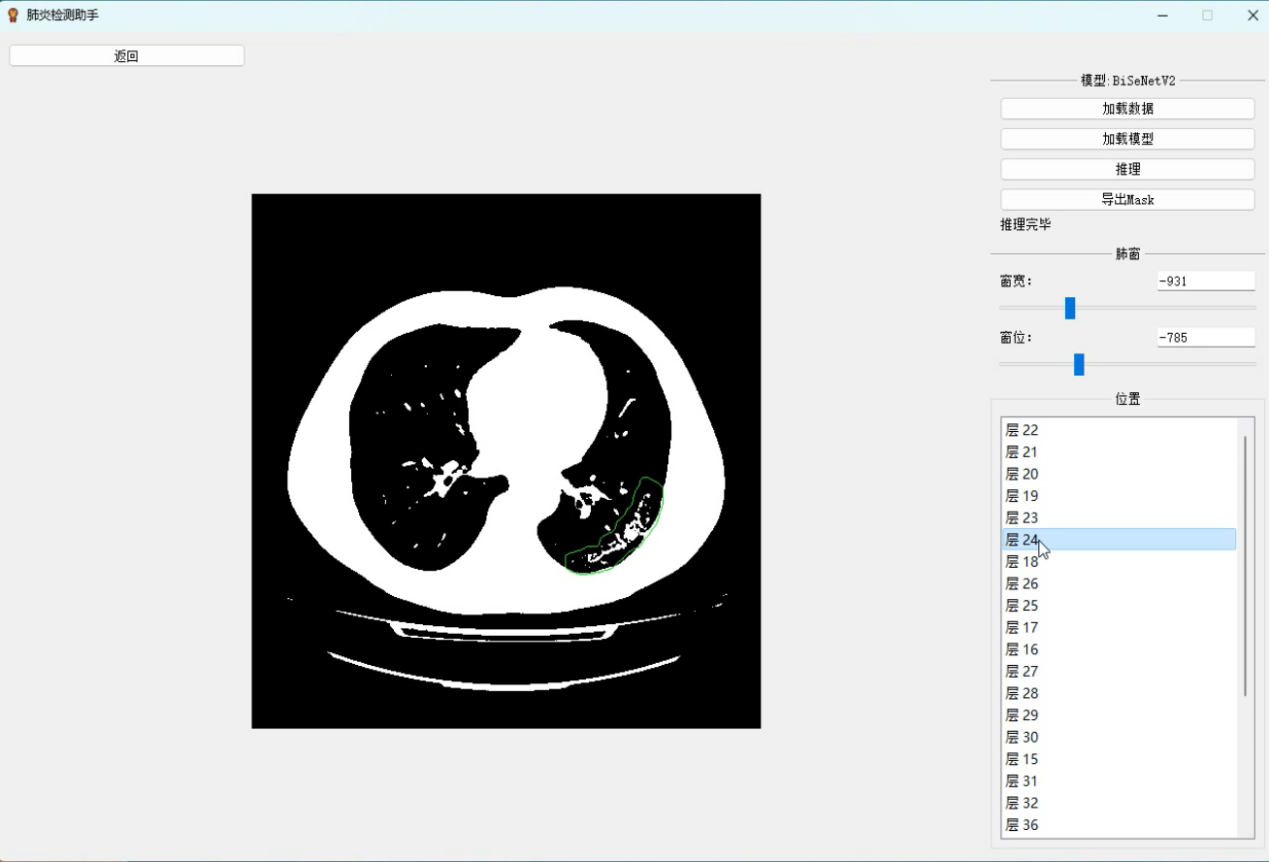 肺炎检测助手
返回
模型:BiSeNetV2
加载数据
加载模型
推理
导出Mask
推理完毕
肺窗
窗宽: -931
窗位: -785
位置
层 22
层 21
层 20
层 19
层 23
层 24
层 18
层 26
层 25
层 17
层 16
层 27
层 28
层 29
层 30
层 15
层 31
层 32
层 36